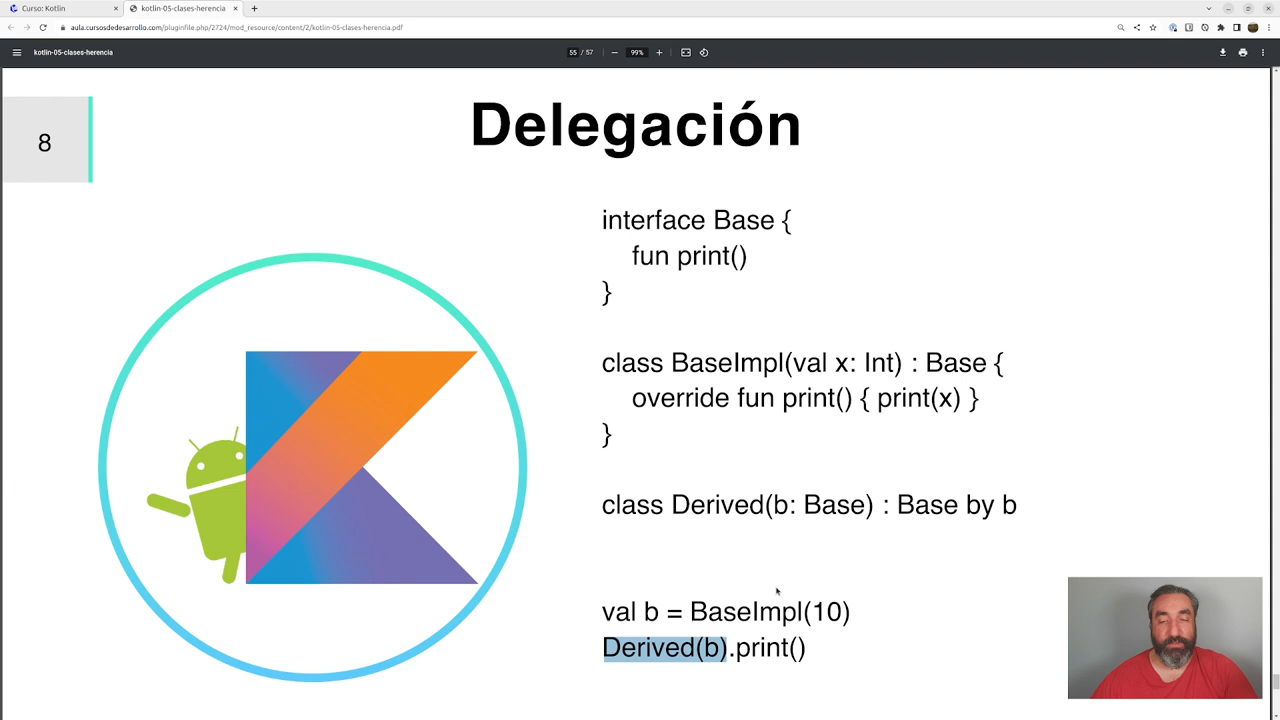 Curso: Kotlin
kotlin-05-clases-herencia.pdf
aula.cursosdedesarrollo.com/pluginfile.php/2724/mod_resource/content/2/kotlin-05-clases-herencia.pdf
kotlin-05-clases-herencia
55 / 57
99%
8
Delegación
interface Base {
fun print()
}
class BaseImpl(val x: Int) : Base {
override fun print() { print(x) }
}
class Derived(b: Base) : Base by b
val b = BaseImpl(10)
Derived(b).print()